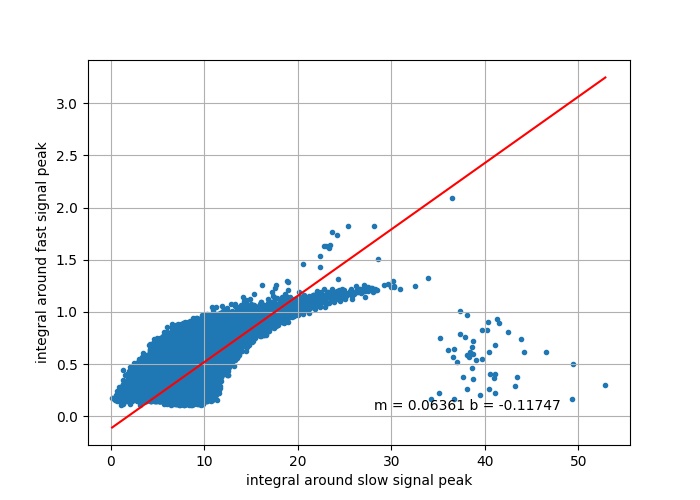 3.0
2.5
2.0
1.5
1.0
0.5
0.0
integral around fast signal peak
m = 0.06361 b = -0.11747
0 10 20 30 40 50
integral around slow signal peak